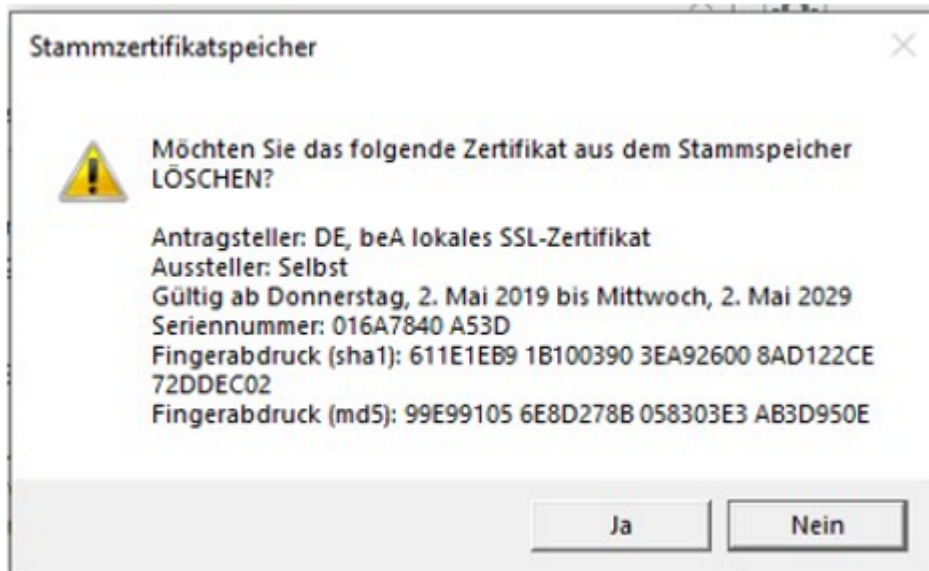 Stammzertifikatspeicher
Möchten Sie das folgende Zertifikat aus dem Stammspeicher
LÖSCHEN?
Antragsteller: DE, beA lokales SSL-Zertifikat
Aussteller: Selbst
Gültig ab Donnerstag, 2. Mai 2019 bis Mittwoch, 2. Mai 2029
Seriennummer: 016A7840 A53D
Fingerabdruck (sha1): 611E1EB9 1B100390 3EA92600 8AD122CE
72DDEC02
Fingerabdruck (md5): 99E99105 6E8D278B 058303E3 AB3D950E
Ja
Nein